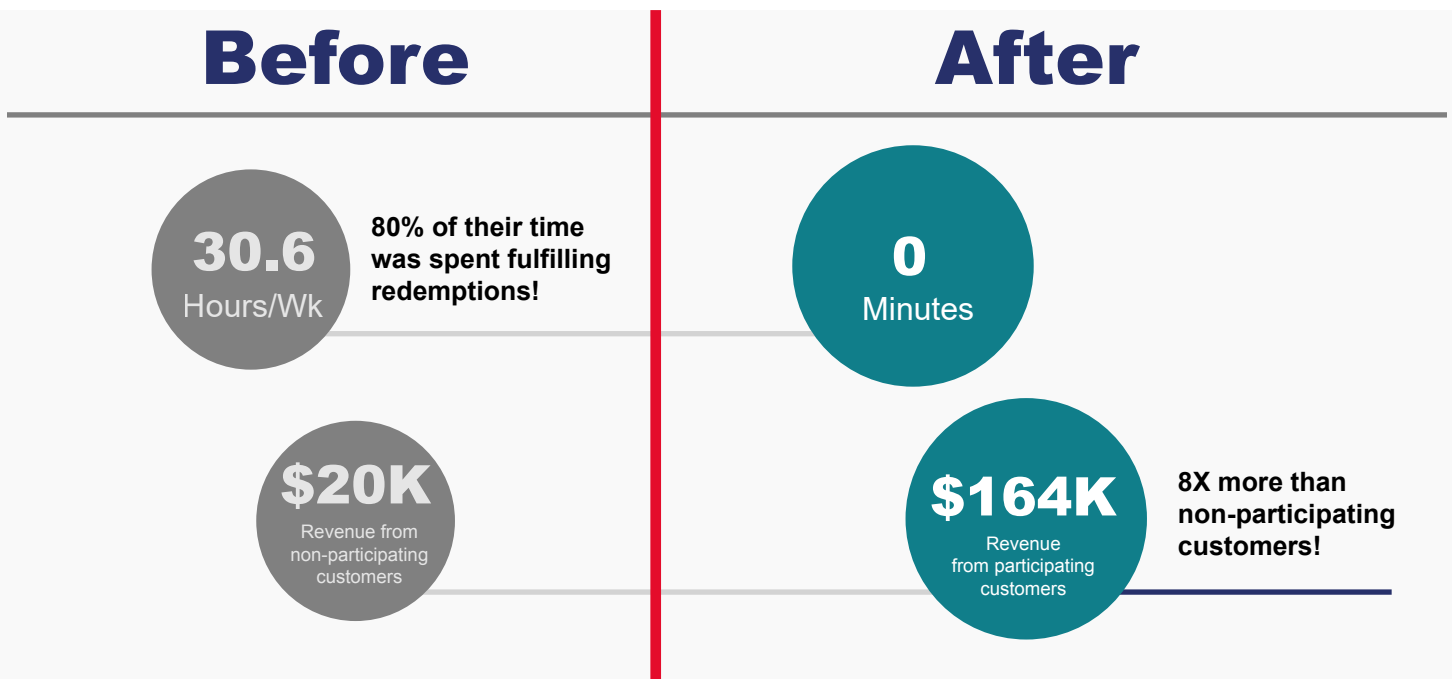 Before
After
30.6
Hours/Wk
80% of their time
was spent fulfilling
redemptions!
0
Minutes
$20K
Revenue from
non-participating
customers
$164K
Revenue
from participating
customers
8X more than
non-participating
customers!